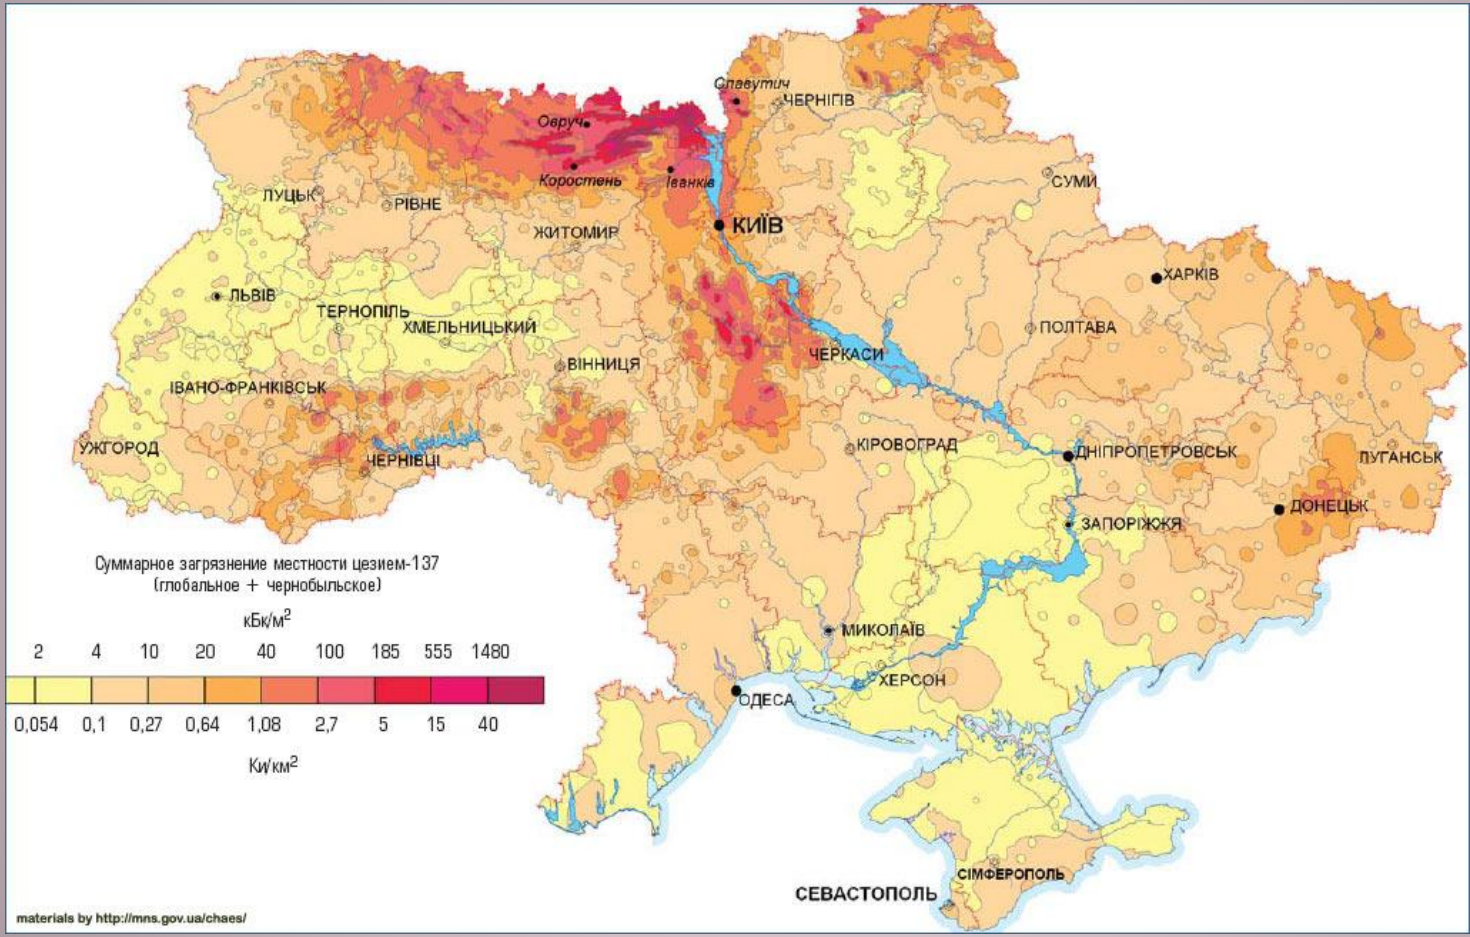 Славутич
ЧЕРНІГІВ
Овруч
Коростень
Іванків
СУМИ
ЛУЦЬК
РІВНЕ
ЖИТОМИР
КИЇВ
ХАРКІВ
ЛЬВІВ
ТЕРНОПІЛЬ
ХМЕЛЬНИЦЬКИЙ
ПОЛТАВА
ЧЕРКАСИ
ВІННИЦЯ
ІВАНО-ФРАНКІВСЬК
УЖГОРОД
ЧЕРНІВЦІ
КІРОВОГРАД
ДНІПРОПЕТРОВСЬК
ЛУГАНСЬК
ДОНЕЦЬК
ЗАПОРІЖЖЯ
Суммарное загрязнение местности цезием-137
(глобальное + чернобыльское)
кБк/м²
2 4 10 20 40 100 185 555 1480
0,054 0,1 0,27 0,64 1,08 2,7 5 15 40
Ки/км²
МИКОЛАЇВ
ХЕРСОН
ОДЕСА
СІМФЕРОПОЛЬ
СЕВАСТОПОЛЬ
materials by http://mns.gov.ua/chaes/